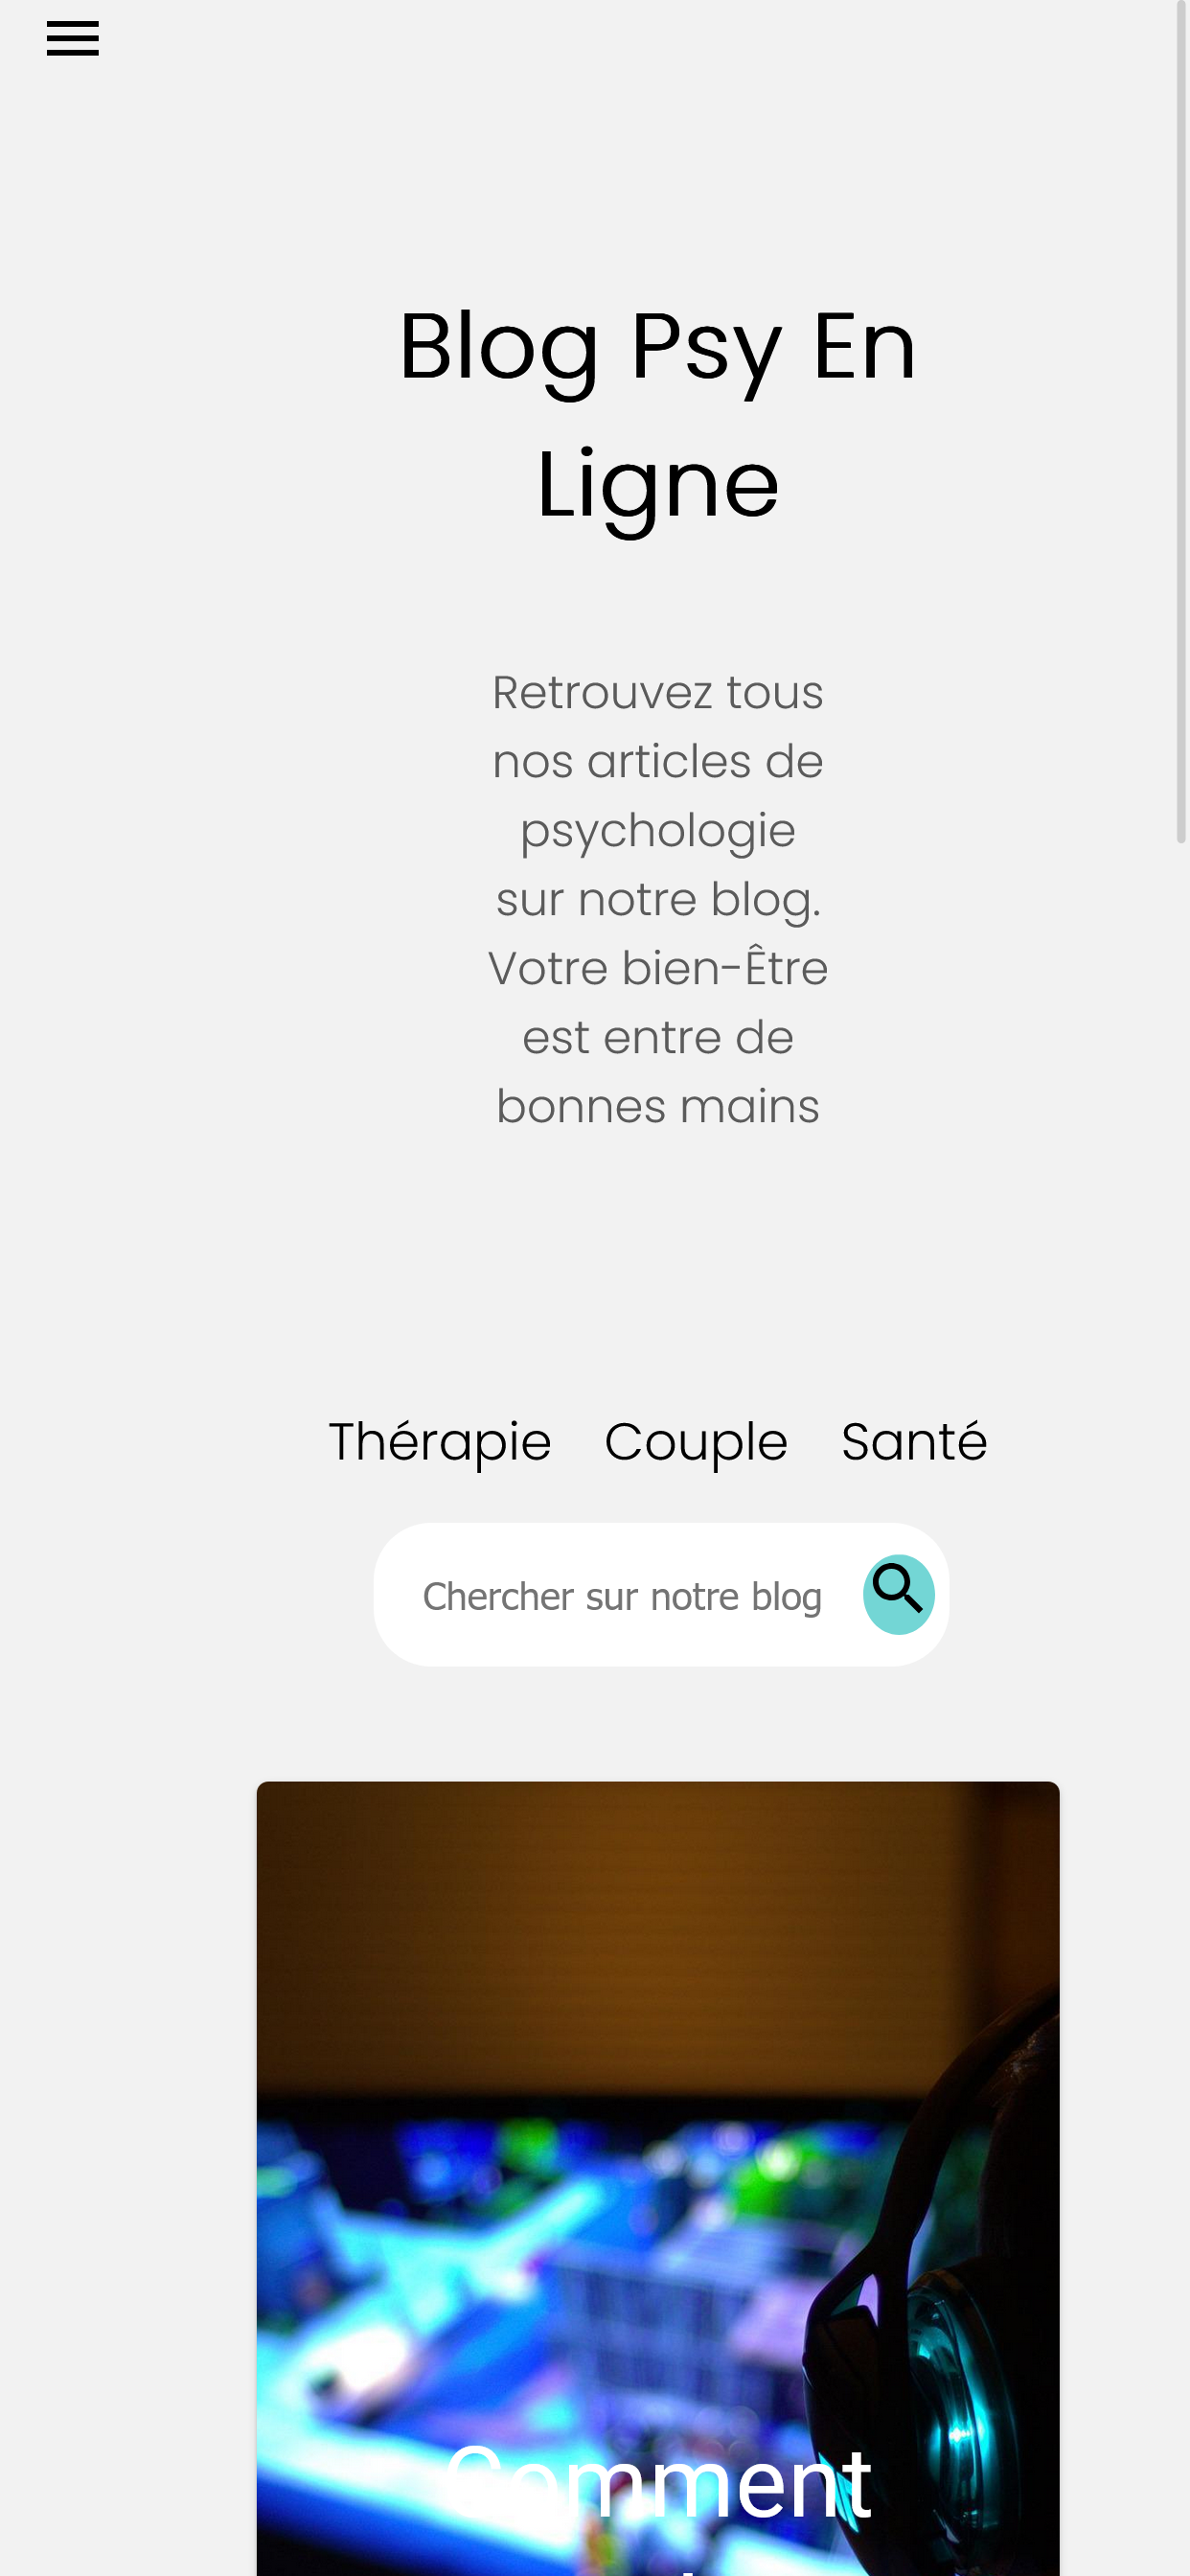 Blog Psy En
Ligne
Retrouvez tous
nos articles de
psychologie
sur notre blog.
Votre bien-Être
est entre de
bonnes mains
Thérapie Couple Santé
Chercher sur notre blog
Comment